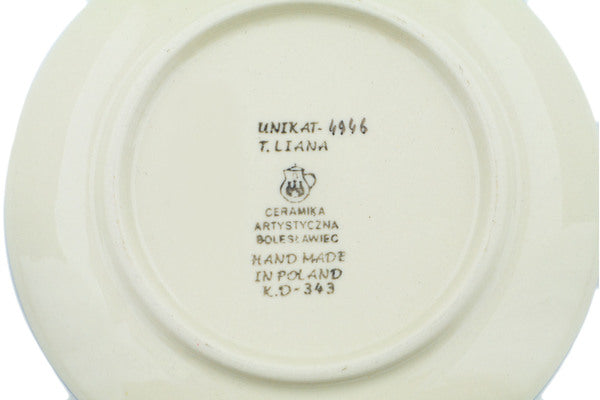 UNIKAT-4946
T. LIANA
CERAMIKA
ARTYSTYCZNA
BOLESŁAWIEC
HAND MADE
IN POLAND
K.D-343